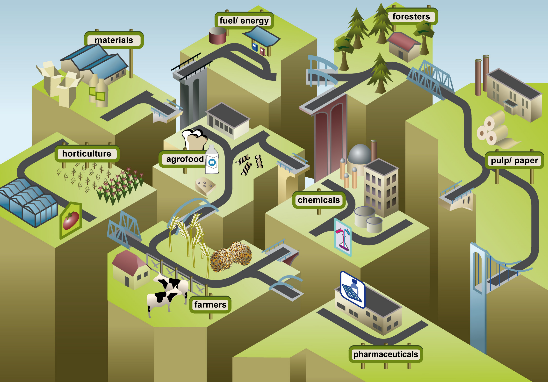 fuel/ energy
foresters
materials
horticulture
agrofood
pulp/ paper
chemicals
farmers
pharmaceuticals